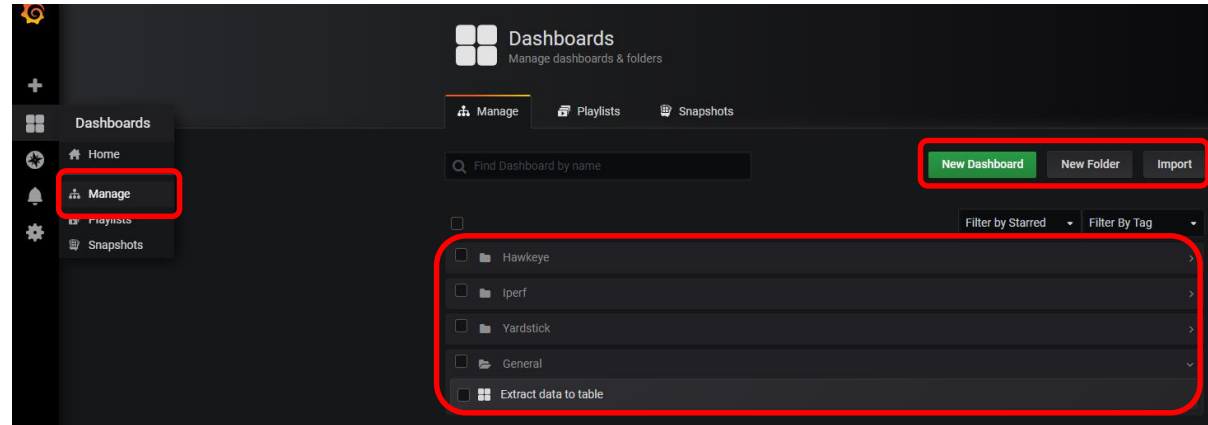 Dashboards
Manage dashboards & folders
Manage Playlists Snapshots
Dashboards
Home
Manage
Playlists
Snapshots
Find Dashboard by name
New Dashboard New Folder Import
Filter by Starred Filter By Tag
Hawkeye
Iperf
Yardstick
General
Extract data to table